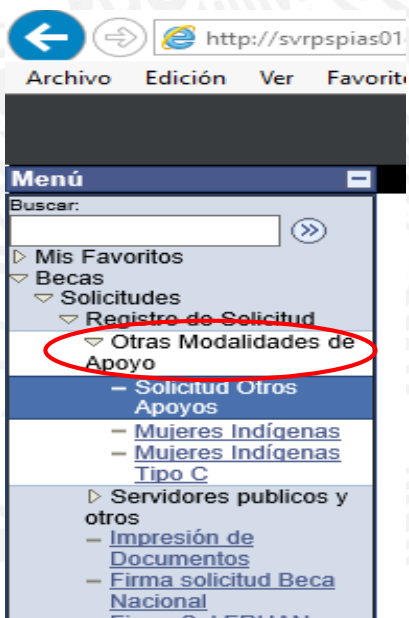 http://svrpspias01
Archivo Edición Ver Favorit
Menú
Buscar:
Mis Favoritos
Becas
Solicitudes
Registro de Solicitud
Otras Modalidades de
Apoyo
– Solicitud Otros
Apoyos
– Mujeres Indígenas
– Mujeres Indígenas
Tipo C
Servidores publicos y
otros
– Impresión de
Documentos
– Firma solicitud Beca
Nacional